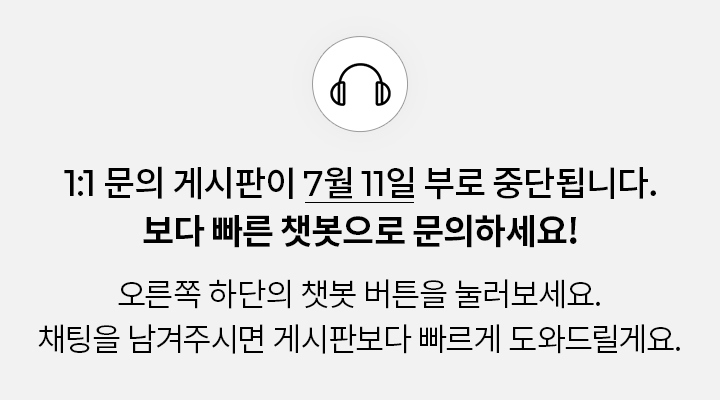 1:1 문의 게시판이 7월 11일 부로 중단됩니다.
보다 빠른 챗봇으로 문의하세요!
오른쪽 하단의 챗봇 버튼을 눌러보세요.
채팅을 남겨주시면 게시판보다 빠르게 도와드릴게요.